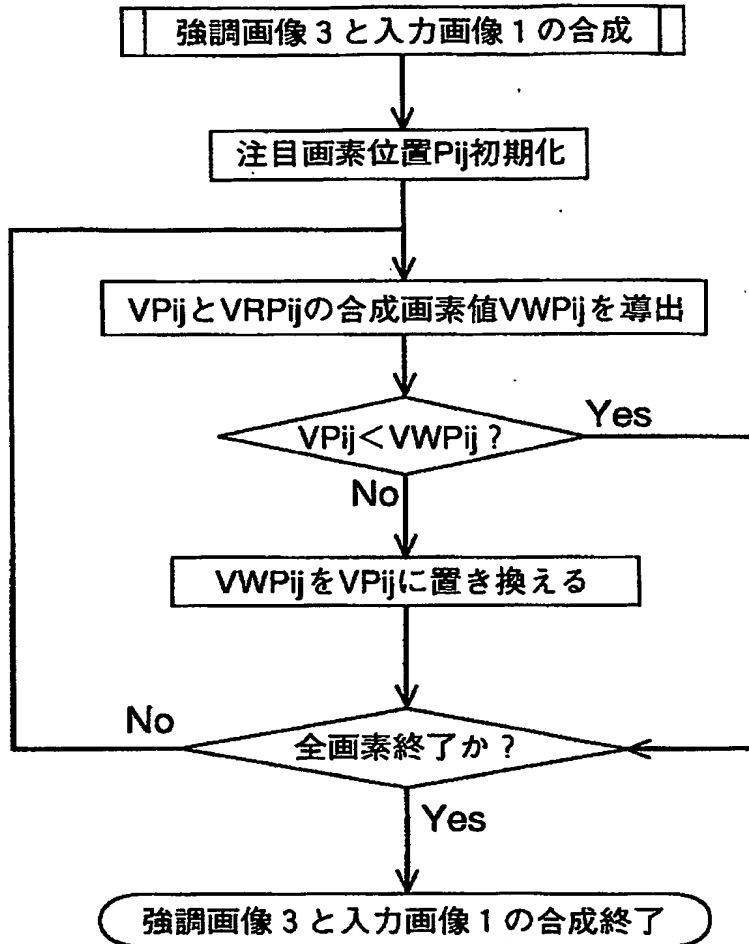 強調画像3と入力画像1の合成
注目画素位置Pij初期化
VPijとVRPijの合成画素値VWPijを導出
VPij<VWPij?
Yes
No
VWPijをVPijに置き換える
No
全画素終了か?
Yes
強調画像3と入力画像1の合成終了